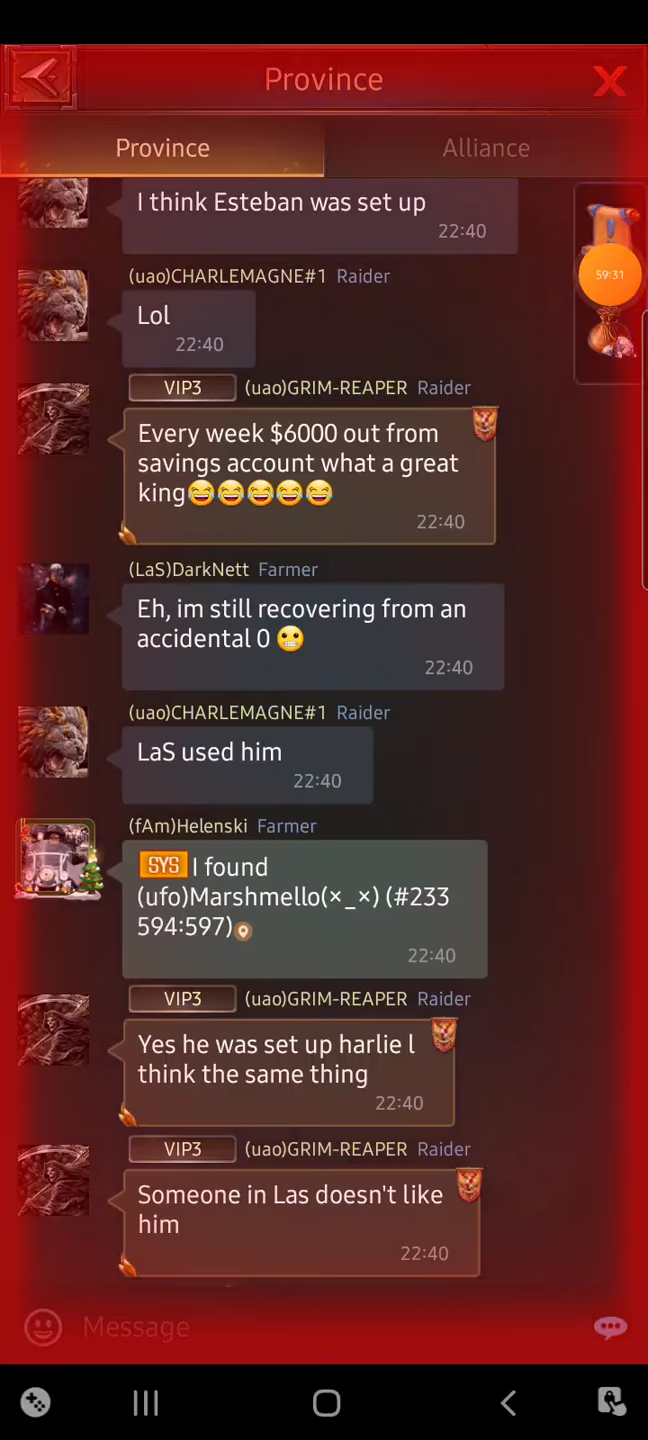 Province
Province
Alliance
I think Esteban was set up
22:40
59:31
(uao)CHARLEMAGNE#1 Raider
Lol
22:40
VIP3 (uao)GRIM-REAPER Raider
Every week $6000 out from
savings account what a great
king😂😂😂😂😂
22:40
(LaS)DarkNett Farmer
Eh, im still recovering from an
accidental 0 😬
22:40
(uao)CHARLEMAGNE#1 Raider
LaS used him
22:40
(fAm)Helenski Farmer
SYS I found
(ufo)Marshmello(×_×) (#233
594:597)
22:40
VIP3 (uao)GRIM-REAPER Raider
Yes he was set up harlie l
think the same thing
22:40
VIP3 (uao)GRIM-REAPER Raider
Someone in Las doesn't like
him
22:40
Message